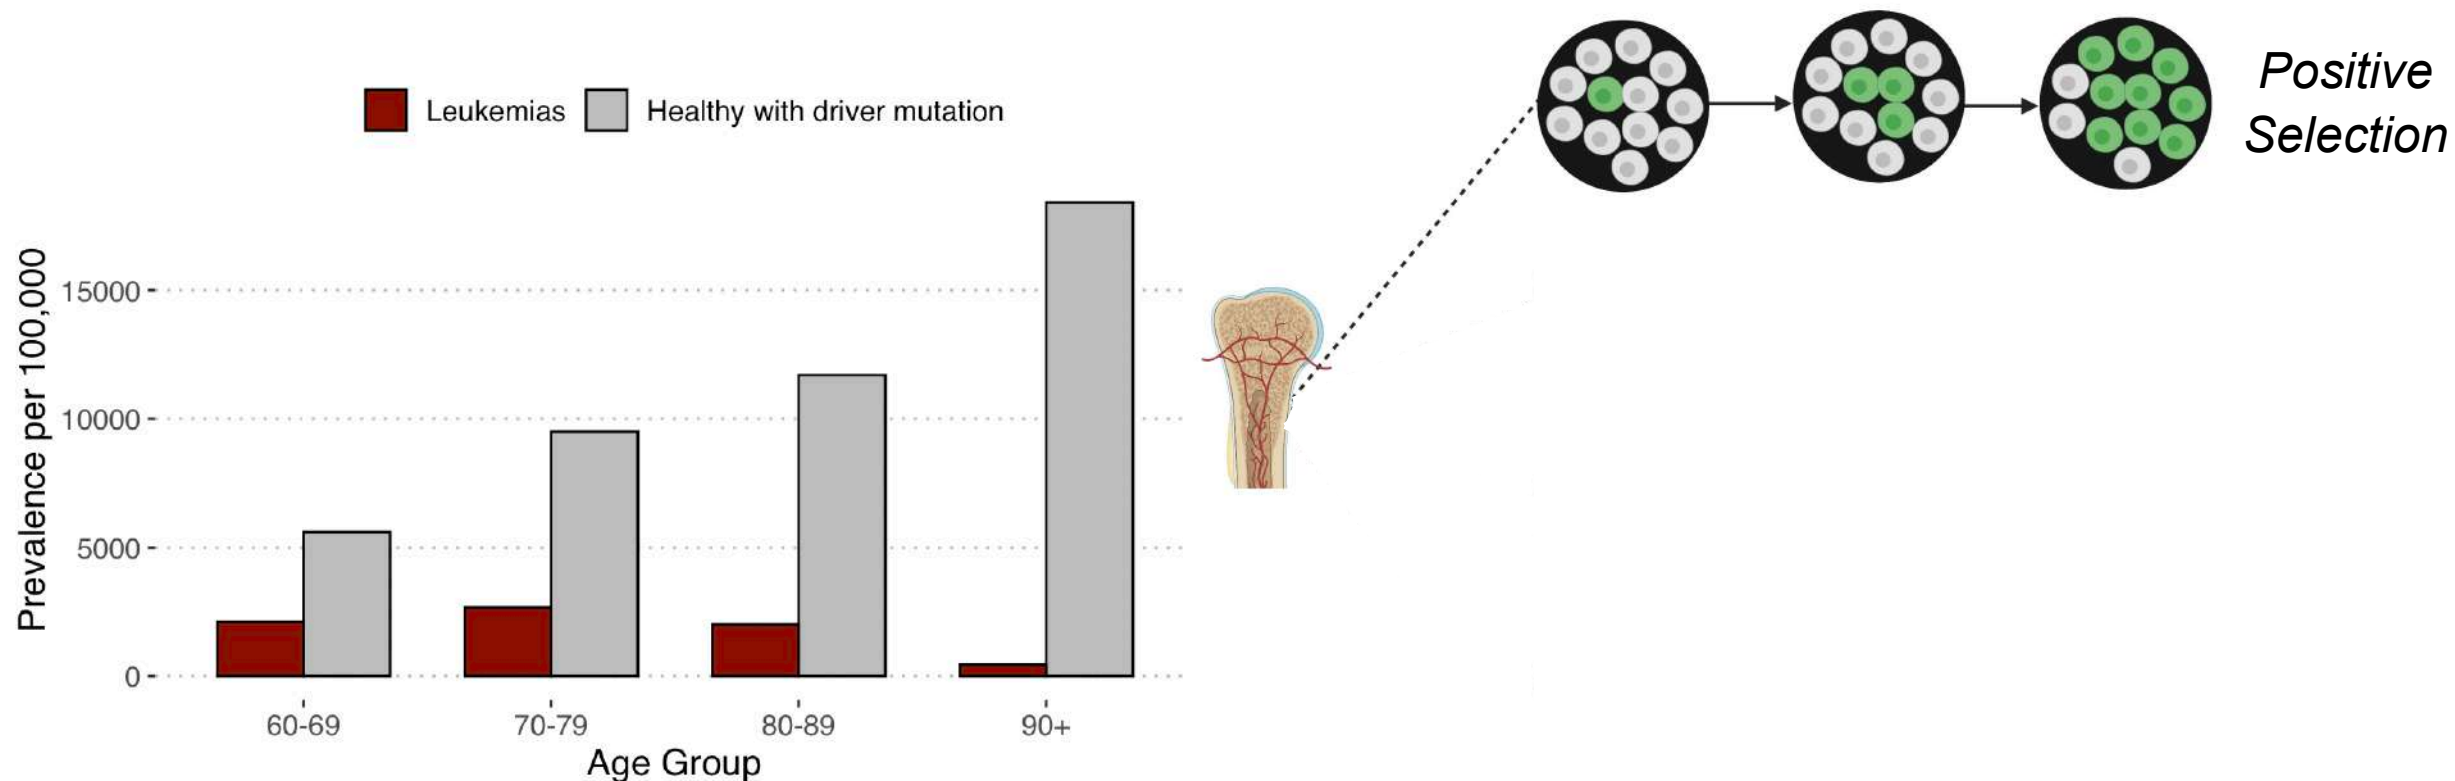 Leukemias
Healthy with driver mutation
Prevalence per 100,000
15000
10000
5000
0
60-69
70-79
80-89
90+
Age Group
Positive
Selection